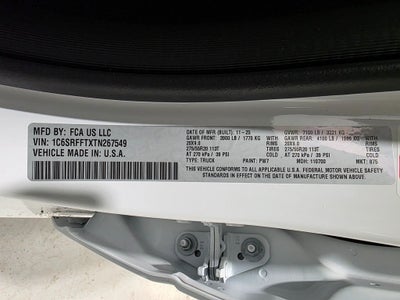 MFD BY: FCA US LLC
VIN: 1C6SRFFTXTN267549
VEHICLE MADE IN U.S.A.
DATE OF MFR (BUILT): 11-25 GVWR: 7100 LB / 3221 KG
GAWR FRONT: 3900 LB / 1770 KG WITH GAWR REAR: 4100 LB / KG WITH
20X9.0 RIMS 20X9.0 RIMS
275/55R20 113T TIRES 275/55R20 113T TIRES
AT 270 kPa / 39 PSI COLD AT 270 kPa / 39 PSI COLD
TYPE: TRUCK PAINT: PW7 MDH: MKT: 875
THIS VEHICLE CONFORMS TO ALL APPLICABLE U.S.A. FEDERAL MOTOR VEHICLE SAFETY STANDARDS
IN EFFECT ON THE DATE OF MANUFACTURE SHOWN ABOVE.